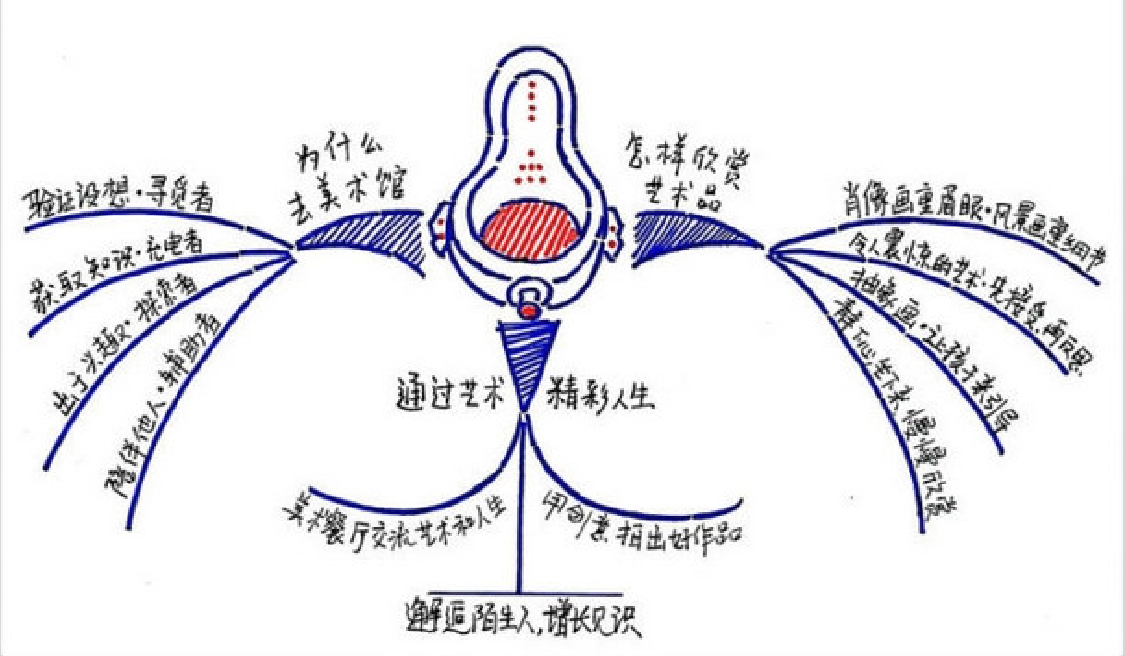 为什么
去美术馆
验证设想·寻觅者
获取知识·充电者
出于兴趣·探索者
陪伴他人·辅助者
怎样欣赏
艺术品
肖像画重眉眼·风景画重细节
令人震惊的艺术·先接受,再反思
抽象画·让孩子来引导
静下心坐下来慢慢欣赏
通过艺术 精彩人生
美术餐厅交流艺术和人生
用创意拍出好作品
邂逅陌生人,增长见识